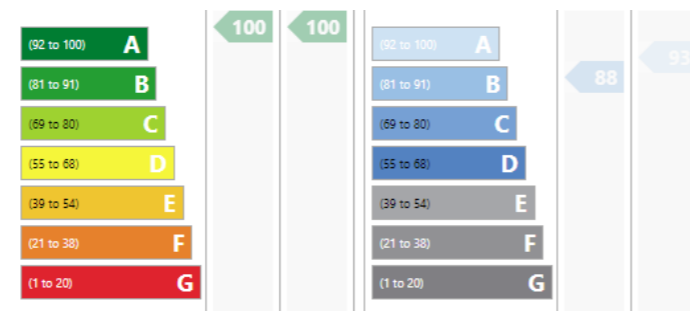 (92 to 100) A
(81 to 91) B
(69 to 80) C
(55 to 68) D
(39 to 54) E
(21 to 38) F
(1 to 20) G
100
100
(92 to 100) A
(81 to 91) B
(69 to 80) C
(55 to 68) D
(39 to 54) E
(21 to 38) F
(1 to 20) G
88
93